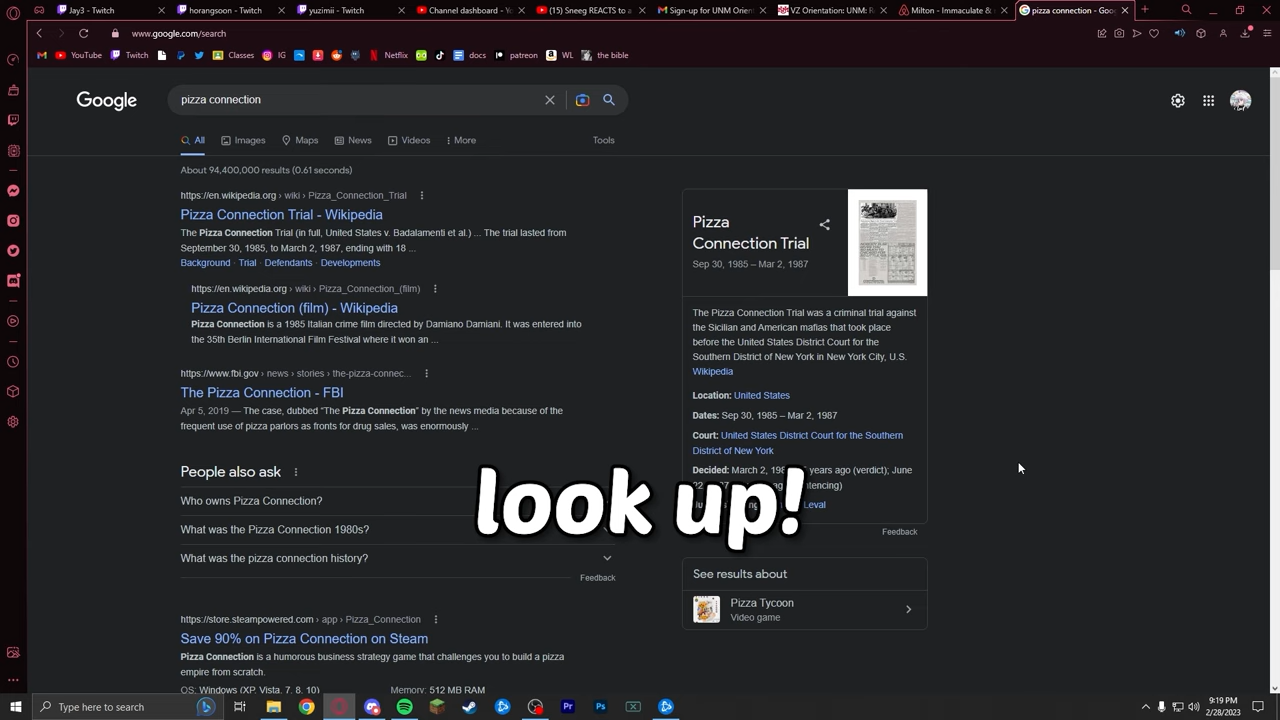 Jay3 - Twitch
horangson - Twitch
yuzimii - Twitch
Channel dashboard - Yo
(15) Sneeg REACTS to a
Sign-up for UNM Orient
VZ Orientation: UNM: R
Milton - Immaculate &
pizza connection - Goog
www.google.com/search
YouTube
Twitch
Classes
IG
WL
Netflix
docs
patreon
WL
the bible
Google
pizza connection
All
Images
Maps
News
Videos
More
Tools
About 94,400,000 results (0.61 seconds)
https://en.wikipedia.org › wiki › Pizza_Connection_Trial
Pizza Connection Trial - Wikipedia
The Pizza Connection Trial (in full, United States v. Badalamenti et al.) ... The trial lasted from
September 30, 1985, to March 2, 1987, ending with 18 ...
Background · Trial · Defendants · Developments
https://en.wikipedia.org › wiki › Pizza_Connection_(film)
Pizza Connection (film) - Wikipedia
Pizza Connection is a 1985 Italian crime film directed by Damiano Damiani. It was entered into
the 35th Berlin International Film Festival where it won an ...
https://www.fbi.gov › news › stories › the-pizza-connec...
The Pizza Connection - FBI
Apr 5, 2019 — The case, dubbed “The Pizza Connection” by the news media because of the
frequent use of pizza parlors as fronts for drug sales, was enormously ...
People also ask
Who owns Pizza Connection?
What was the Pizza Connection 1980s?
What was the pizza connection history?
Feedback
https://store.steampowered.com › app › Pizza_Connection
Save 90% on Pizza Connection on Steam
Pizza Connection is a humorous business strategy game that challenges you to build a pizza
empire from scratch.
OS: Windows (XP, Vista, 7, 8, 10)
Memory: 512 MB RAM
Pizza
Connection Trial
Sep 30, 1985 – Mar 2, 1987
The Pizza Connection Trial was a criminal trial against
the Sicilian and American mafias that took place
before the United States District Court for the
Southern District of New York in New York City, U.S.
Wikipedia
Location: United States
Dates: Sep 30, 1985 – Mar 2, 1987
Court: United States District Court for the Southern
District of New York
Decided: March 2, years ago (verdict); June
Leval
Feedback
See results about
Pizza Tycoon
Video game
look up!
Type here to search
9:19 PM
2/28/2023